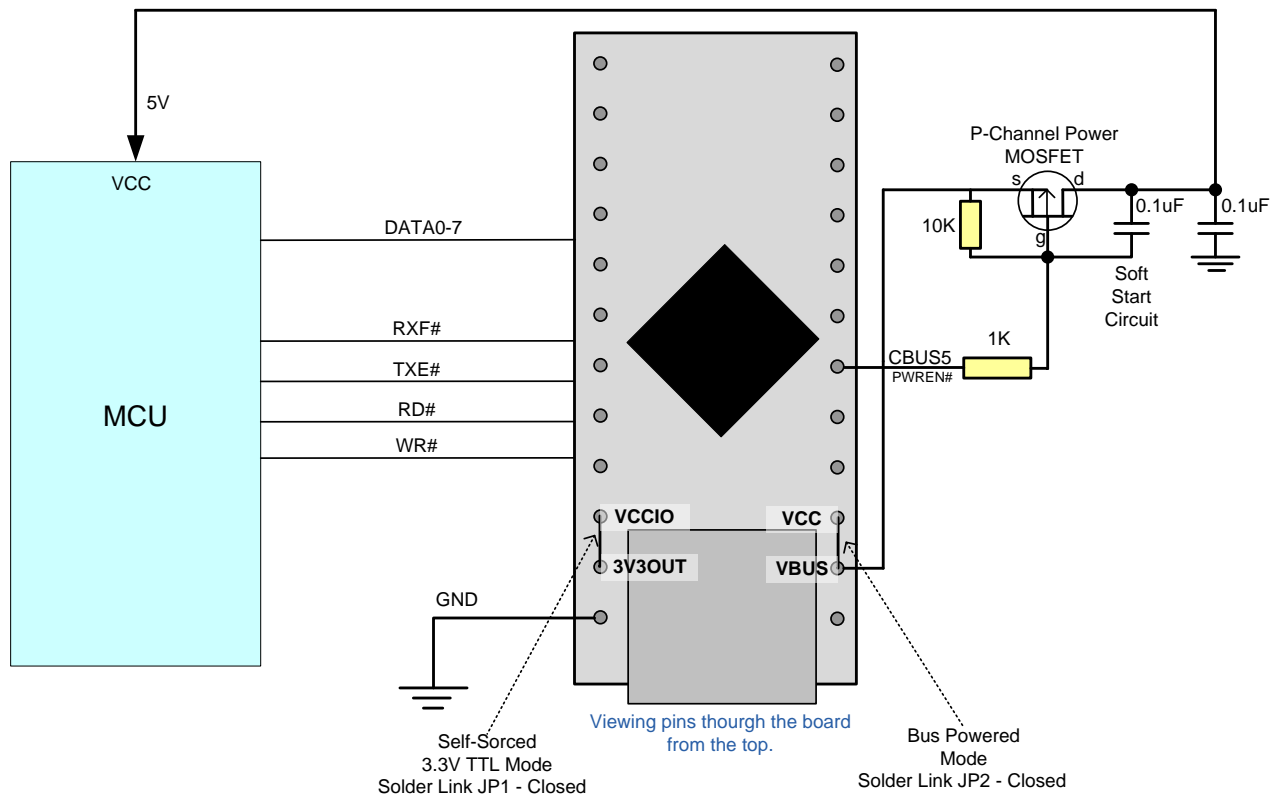 5V
VCC
MCU
DATA0-7
RXF#
TXE#
RD#
WR#
GND
VCCIO
3V3OUT
VCC
VBUS
P-Channel Power
MOSFET
s
d
g
10K
0.1uF
0.1uF
Soft
Start
Circuit
1K
CBUS5
PWREN#
Viewing pins thourgh the board
from the top.
Self-Sorced
3.3V TTL Mode
Solder Link JP1 - Closed
Bus Powered
Mode
Solder Link JP2 - Closed